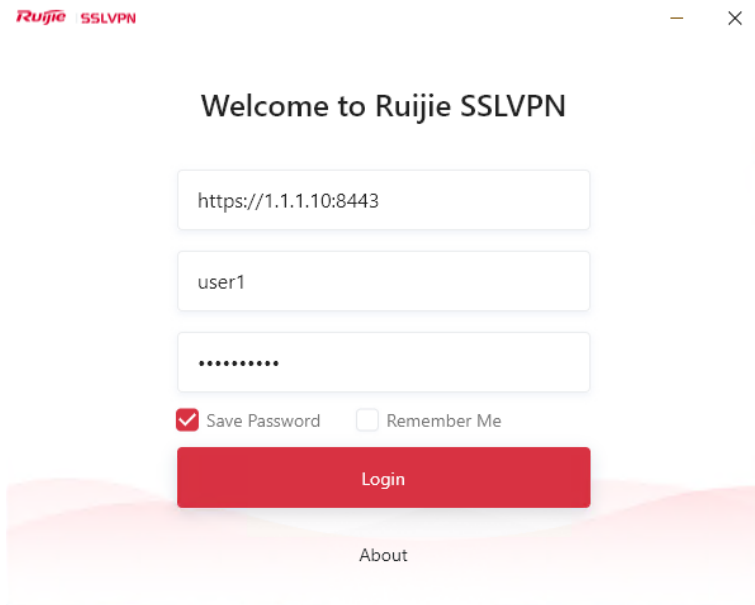 Ruijie SSLVPN
Welcome to Ruijie SSLVPN
https://1.1.1.10:8443
user1
••••••••••
Save Password Remember Me
Login
About